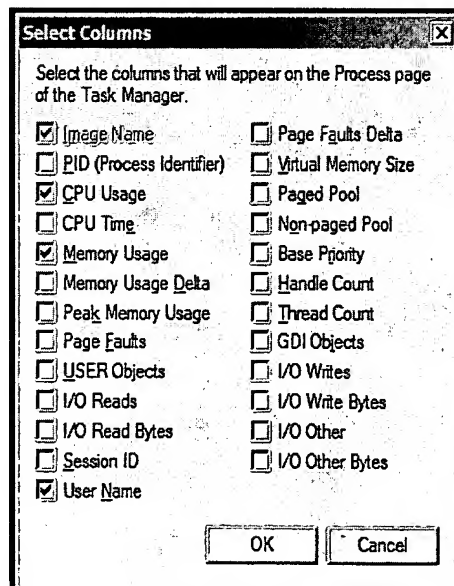 Select Columns
Select the columns that will appear on the Process page
of the Task Manager.
Image Name
PID (Process Identifier)
CPU Usage
CPU Time
Memory Usage
Memory Usage Delta
Peak Memory Usage
Page Faults
USER Objects
I/O Reads
I/O Read Bytes
Session ID
User Name
Page Faults Delta
Virtual Memory Size
Paged Pool
Non-paged Pool
Base Priority
Handle Count
Thread Count
GDI Objects
I/O Writes
I/O Write Bytes
I/O Other
I/O Other Bytes
OK
Cancel